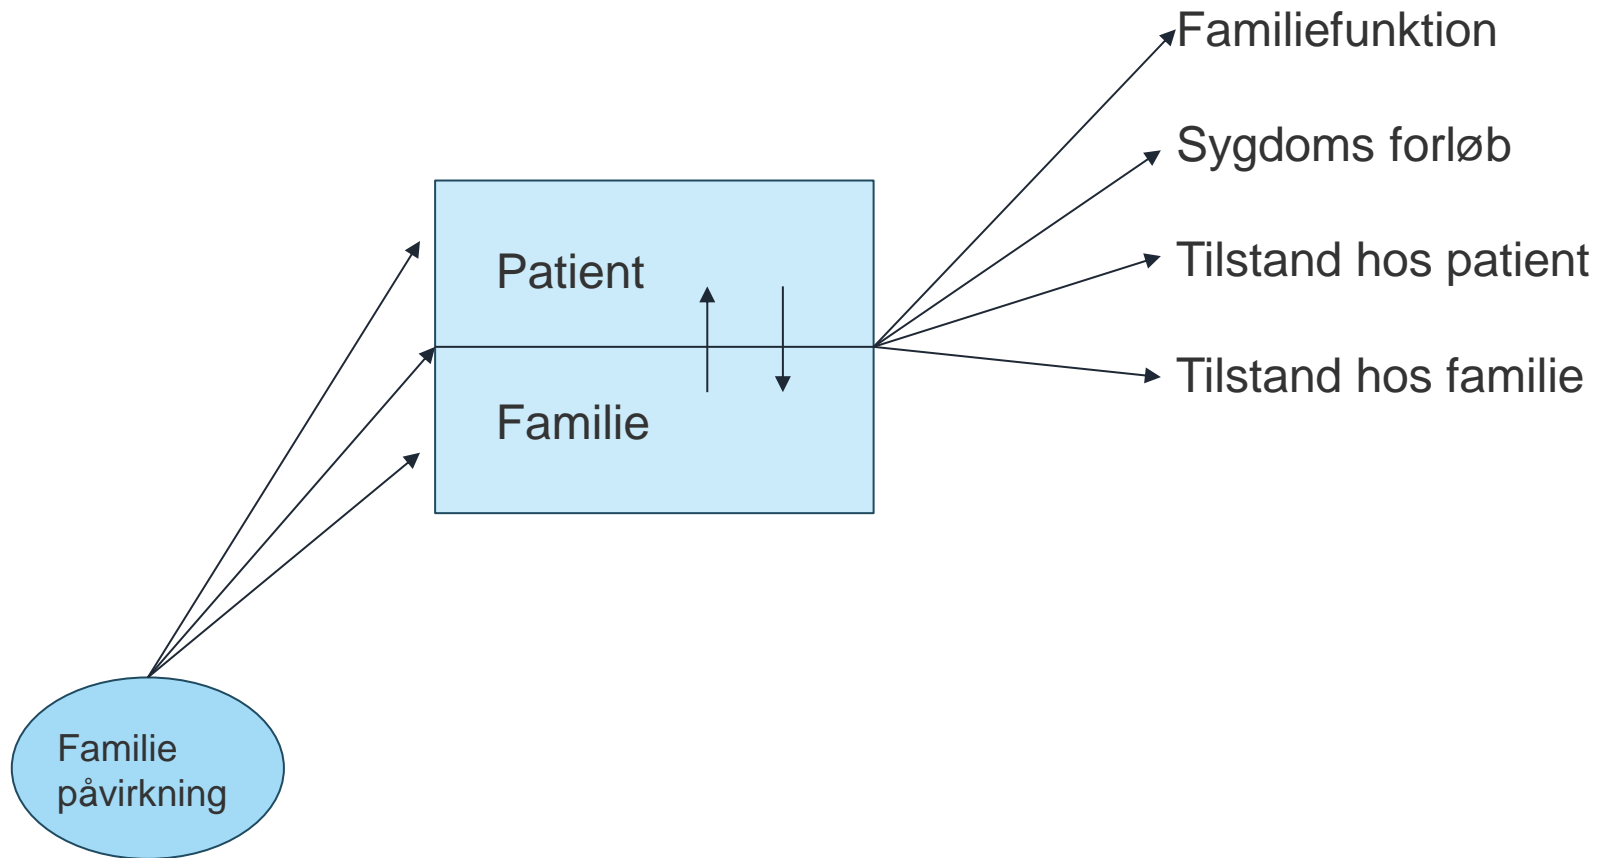 Familiefunktion
Sygdoms forløb
Patient
Tilstand hos patient
Familie
Tilstand hos familie
Familie
påvirkning